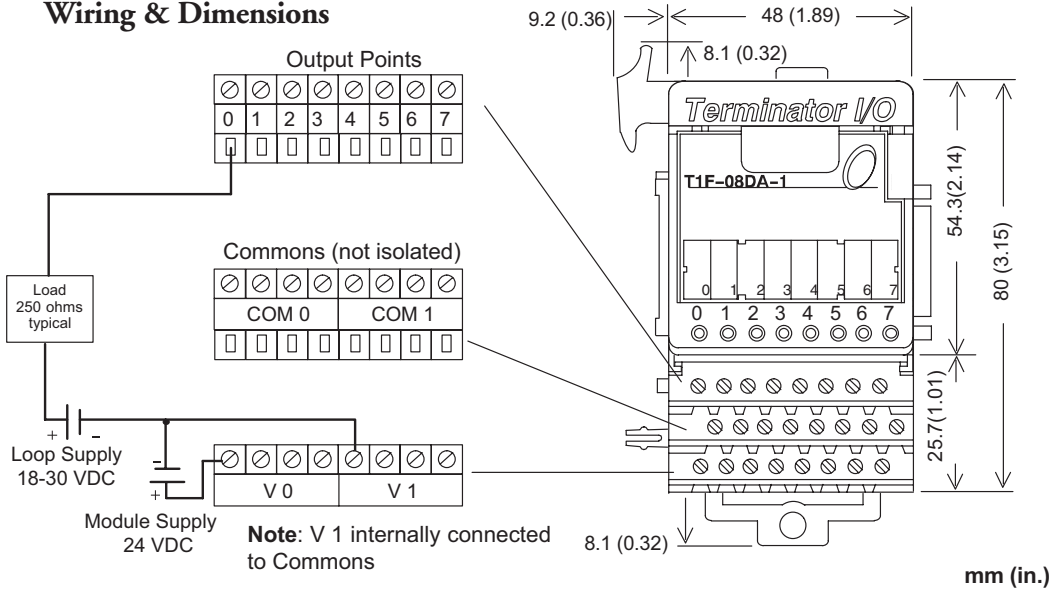 Wiring & Dimensions
9.2 (0.36)
48 (1.89)
8.1 (0.32)
Output Points
0 1 2 3 4 5 6 7
Terminator I/O
T1F–08DA–1
54.3(2.14)
80 (3.15)
Commons (not isolated)
COM 0 COM 1
Load
250 ohms
typical
0 1 2 3 4 5 6 7
0 1 2 3 4 5 6 7
25.7(1.01)
+ -
Loop Supply
18-30 VDC
-
+
Module Supply
24 VDC
V 0 V 1
Note: V 1 internally connected
to Commons
8.1 (0.32)
mm (in.)